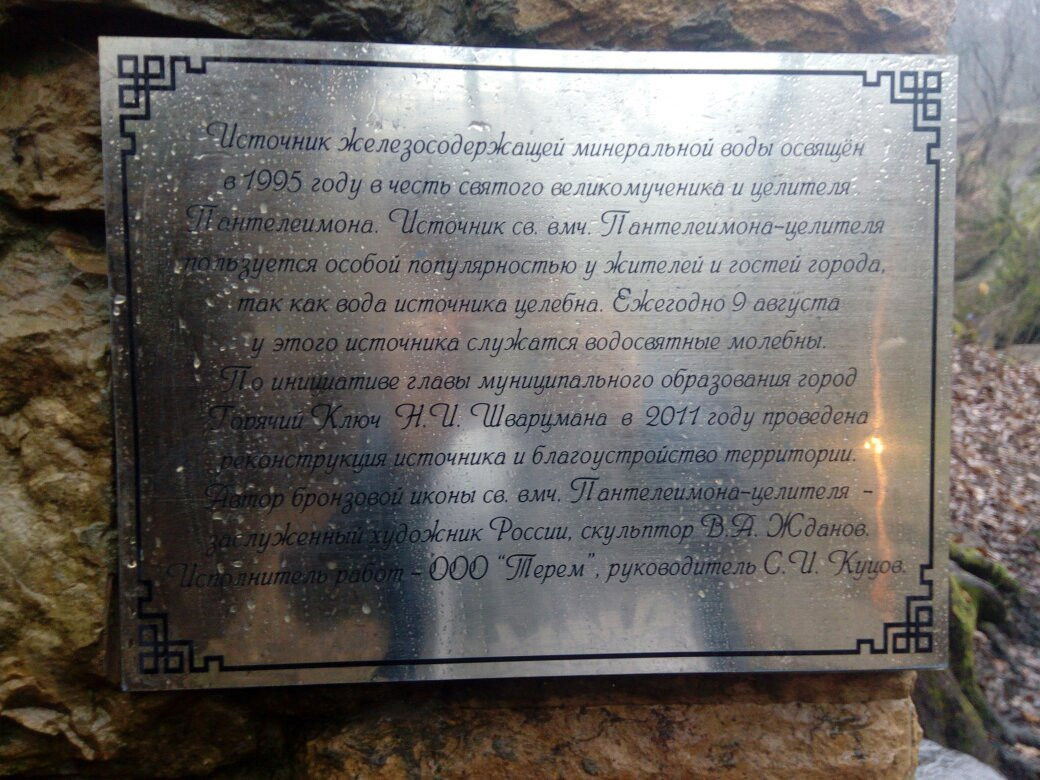 Источник железосодержащей минеральной воды освящён
в 1995 году в честь святого великомученика и целителя
Пантелеимона. Источник св. вмч. Пантелеимона-целителя
пользуется особой популярностью у жителей и гостей города,
так как вода источника целебна. Ежегодно 9 августа
у этого источника служатся водосвятные молебны.
По инициативе главы муниципального образования город
Горячий Ключ Н.И. Шварцмана в 2011 году проведена
реконструкция источника и благоустройство территории.
Автор бронзовой иконы св. вмч. Пантелеимона-целителя -
заслуженный художник России, скульптор В.А. Жданов.
Исполнитель работ - ООО "Терем", руководитель С.И. Куцов.